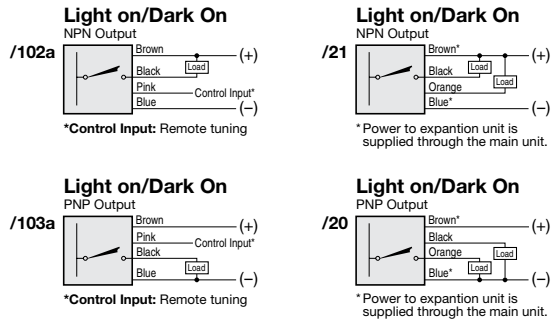 Light on/Dark On
NPN Output
/102a
Brown
(+)
Load
Black
Pink
Control Input*
Blue
(–)
*Control Input: Remote tuning
Light on/Dark On
NPN Output
/21
Brown*
(+)
Load
Black
Load
Orange
Blue*
(–)
* Power to expantion unit is
supplied through the main unit.
Light on/Dark On
PNP Output
/103a
Brown
(+)
Pink
Control Input*
Black
Load
Blue
(–)
*Control Input: Remote tuning
Light on/Dark On
PNP Output
/20
Brown*
(+)
Black
Load
Orange
Load
Blue*
(–)
* Power to expantion unit is
supplied through the main unit.